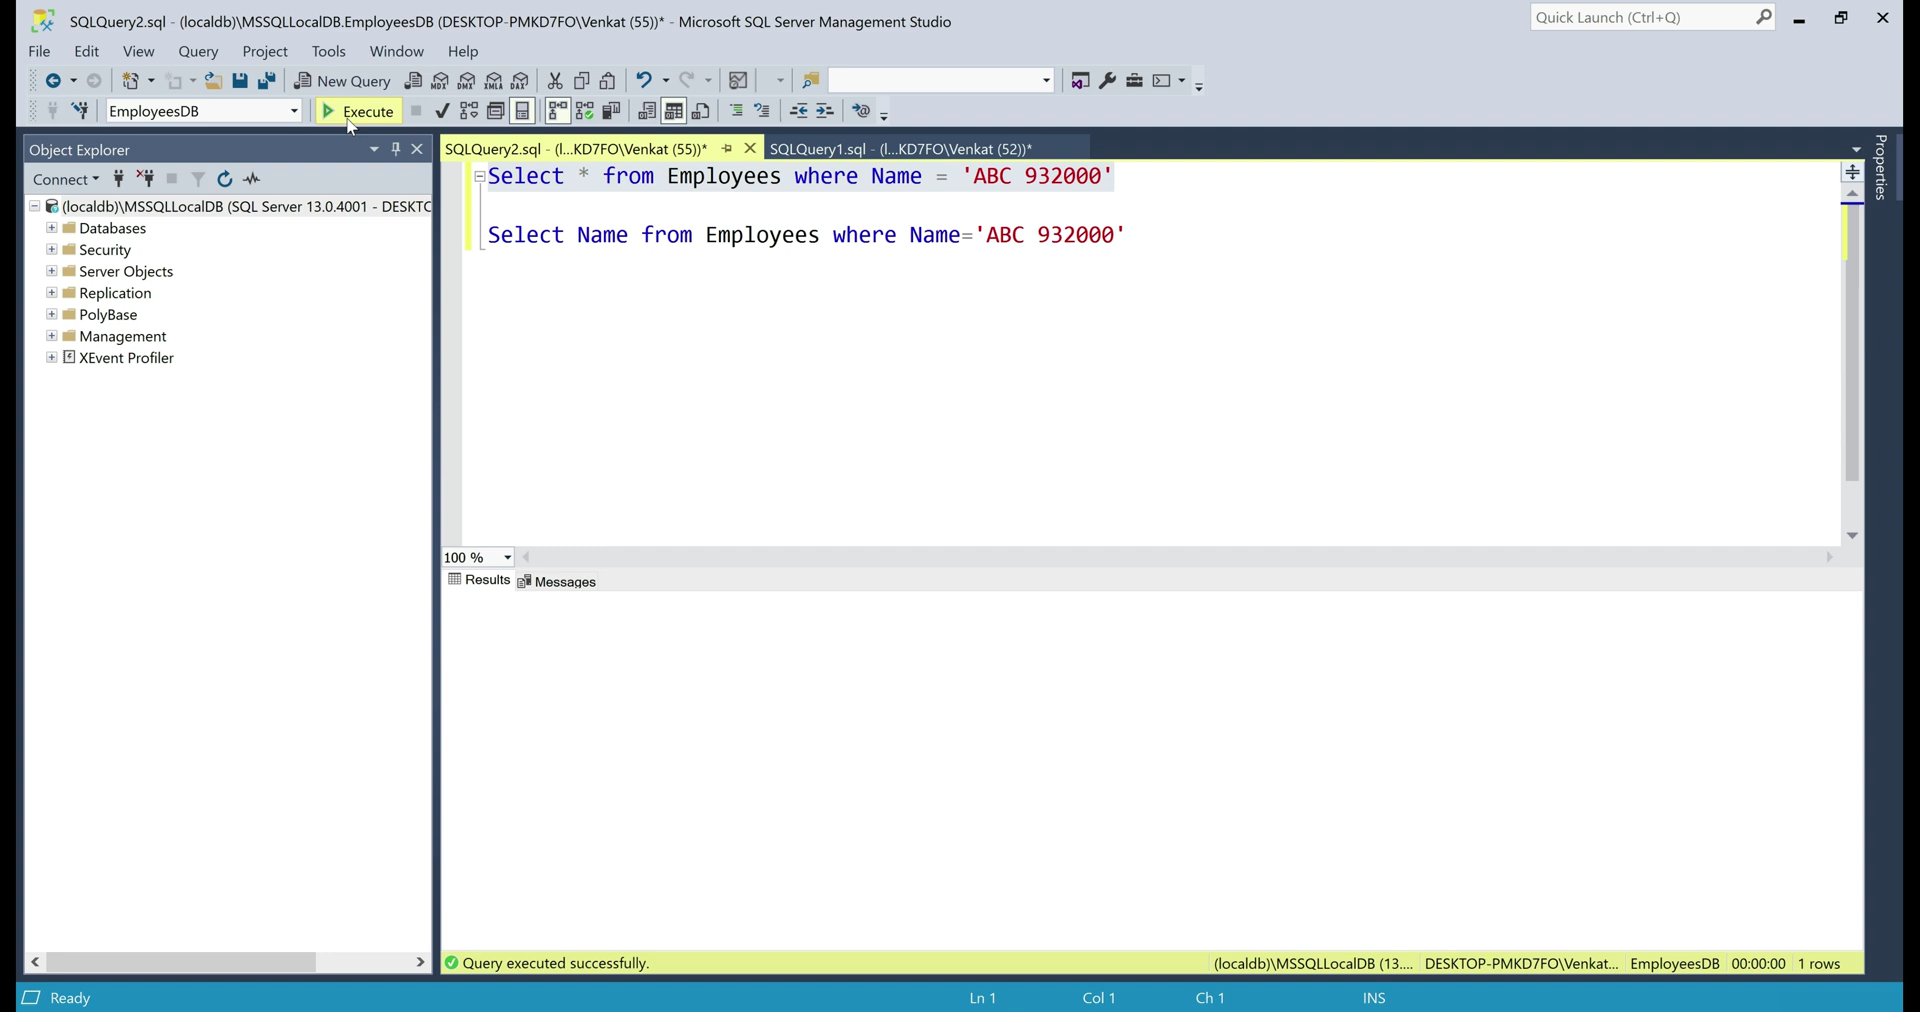 SQLQuery2.sql - (localdb)\MSSQLLocalDB.EmployeesDB (DESKTOP-PMKD7FO\Venkat (55))* - Microsoft SQL Server Management Studio
Quick Launch (Ctrl+Q)
File Edit View Query Project Tools Window Help
New Query MDX DMX XMLA DAX
EmployeesDB Execute
Object Explorer
SQLQuery2.sql - (l...KD7FO\Venkat (55))* SQLQuery1.sql - (l...KD7FO\Venkat (52))*
Properties
Connect
(localdb)\MSSQLLocalDB (SQL Server 13.0.4001 - DESKTC
Databases
Security
Server Objects
Replication
PolyBase
Management
XEvent Profiler
Select * from Employees where Name = 'ABC 932000'
Select Name from Employees where Name='ABC 932000'
100 %
Results Messages
Query executed successfully. (localdb)\MSSQLLocalDB (13.... DESKTOP-PMKD7FO\Venkat... EmployeesDB 00:00:00 1 rows
Ready Ln 1 Col 1 Ch 1 INS